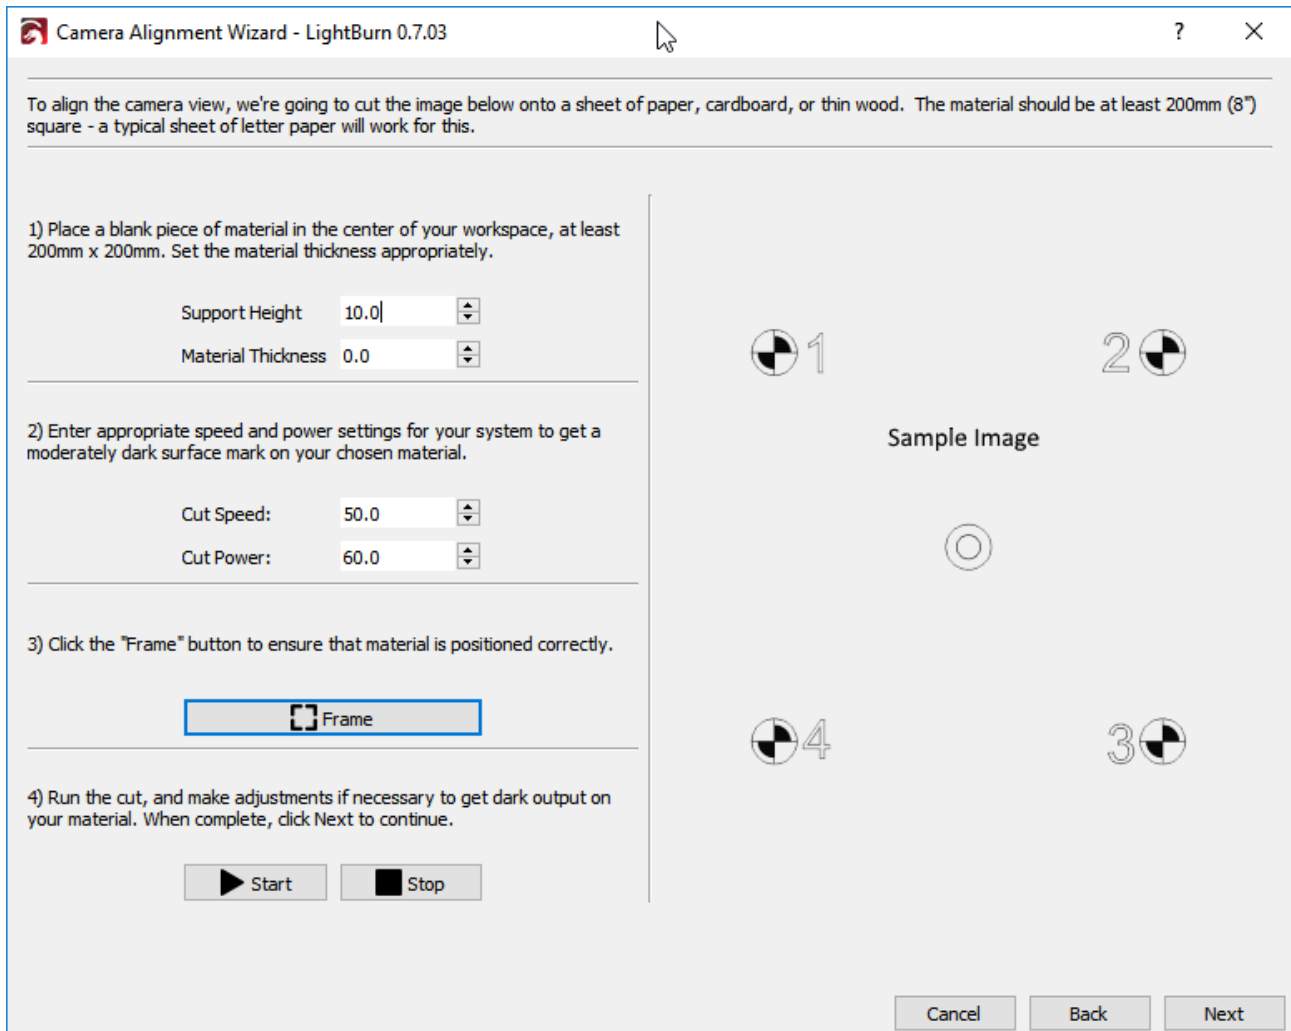 Camera Alignment Wizard - LightBurn 0.7.03
?
To align the camera view, we're going to cut the image below onto a sheet of paper, cardboard, or thin wood.  The material should be at least 200mm (8")
square - a typical sheet of letter paper will work for this.
1) Place a blank piece of material in the center of your workspace, at least
200mm x 200mm. Set the material thickness appropriately.
Support Height 10.0
Material Thickness 0.0
2) Enter appropriate speed and power settings for your system to get a
moderately dark surface mark on your chosen material.
Cut Speed: 50.0
Cut Power: 60.0
3) Click the "Frame" button to ensure that material is positioned correctly.
Frame
4) Run the cut, and make adjustments if necessary to get dark output on
your material. When complete, click Next to continue.
Start Stop
1 2
Sample Image
4 3
Cancel Back Next